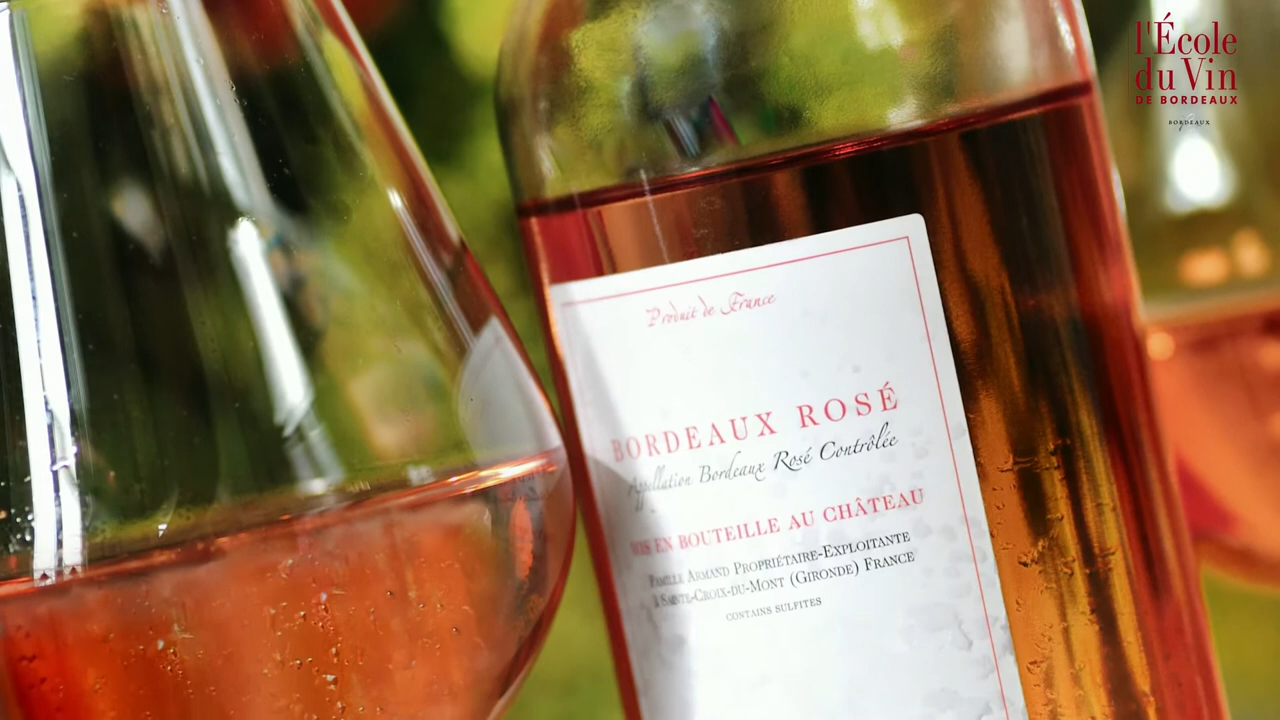 l'École
du Vin
DE BORDEAUX
BORDEAUX
Produit de France
BORDEAUX ROSÉ
Appellation Bordeaux Rosé Contrôlée
MIS EN BOUTEILLE AU CHÂTEAU
FAMILLE ARMAND PROPRIÉTAIRE-EXPLOITANTE
À SAINTE-CROIX-DU-MONT (GIRONDE) FRANCE
CONTAINS SULFITES